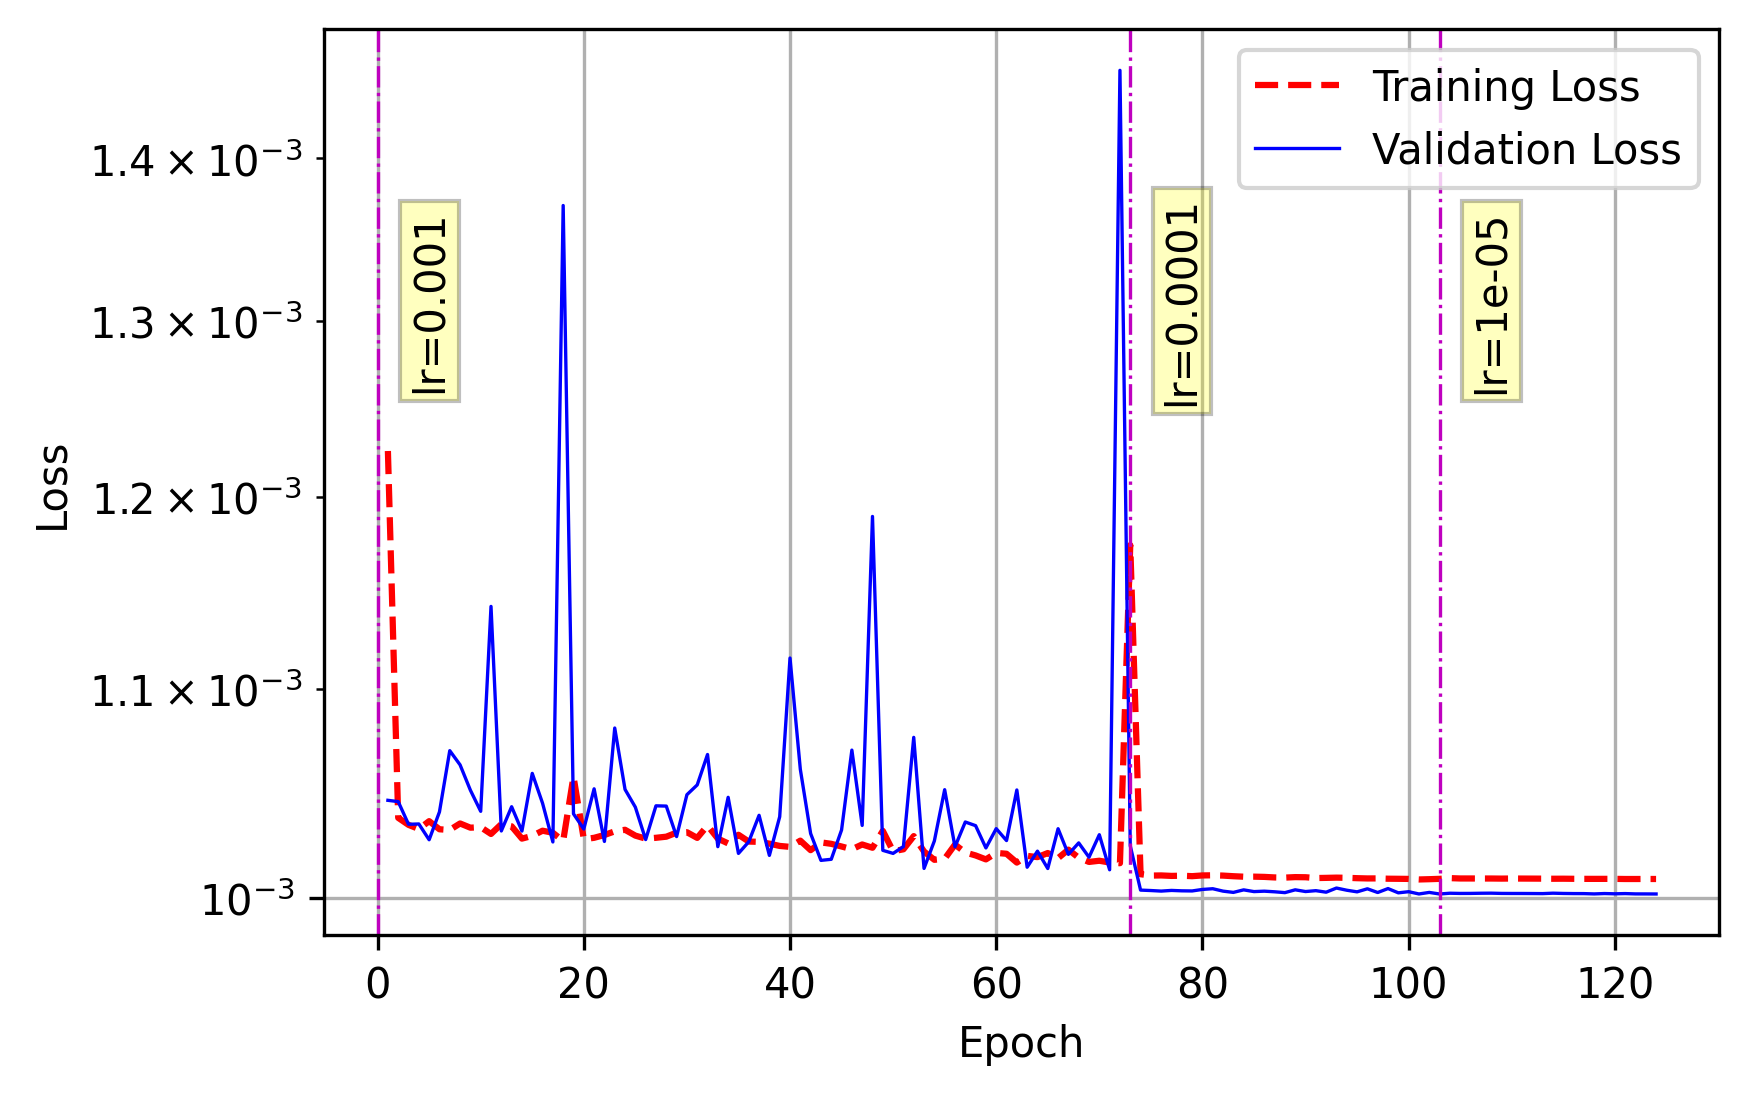 Training Loss
Validation Loss
lr=0.001
lr=0.0001
lr=1e-05
1.4 × 10⁻³
1.3 × 10⁻³
1.2 × 10⁻³
1.1 × 10⁻³
10⁻³
Loss
0 20 40 60 80 100 120
Epoch